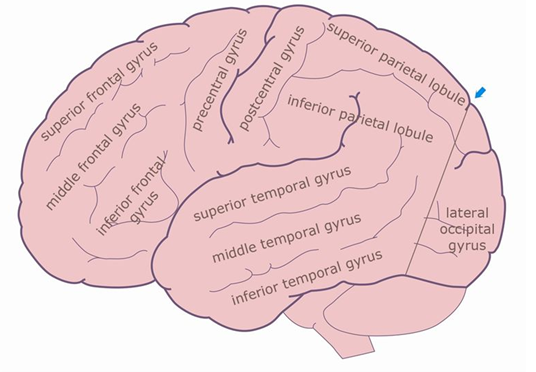 superior frontal gyrus
middle frontal gyrus
inferior frontal
gyrus
precentral gyrus
postcentral gyrus
superior parietal lobule
inferior parietal lobule
superior temporal gyrus
middle temporal gyrus
inferior temporal gyrus
lateral
occipital
gyrus